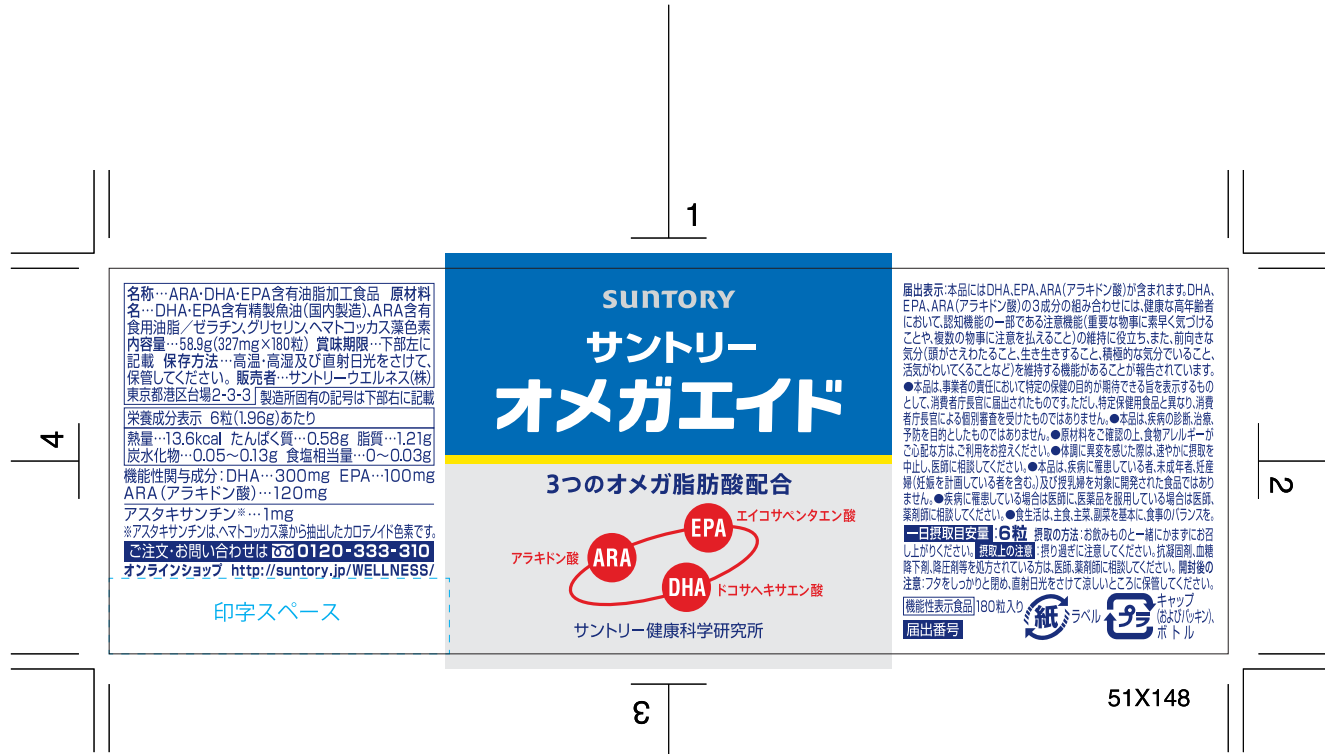 1
名称…ARA・DHA・EPA含有油脂加工食品 原材料
名…DHA・EPA含有精製魚油(国内製造)、ARA含有
食用油脂／ゼラチン、グリセリン、ヘマトコッカス藻色素
内容量…58.9g(327mg×180粒) 賞味期限…下部左に
記載 保存方法…高温・高湿及び直射日光をさけて、
保管してください。 販売者…サントリーウエルネス(株)
東京都港区台場2-3-3 製造所固有の記号は下部右に記載
栄養成分表示 6粒(1.96g)あたり
熱量…13.6kcal たんぱく質…0.58g 脂質…1.21g
炭水化物…0.05～0.13g 食塩相当量…0～0.03g
機能性関与成分：DHA…300mg EPA…100mg
ARA(アラキドン酸)…120mg
アスタキサンチン※…1mg
※アスタキサンチンは、ヘマトコッカス藻から抽出したカロテノイド色素です。
ご注文・お問い合わせは 0120-333-310
オンラインショップ http://suntory.jp/WELLNESS/
印字スペース
4
SUNTORY
サントリー
オメガエイド
3つのオメガ脂肪酸配合
EPA エイコサペンタエン酸
アラキドン酸 ARA
DHA ドコサヘキサエン酸
サントリー健康科学研究所
届出表示：本品にはDHA、EPA、ARA(アラキドン酸)が含まれます。DHA、
EPA、ARA(アラキドン酸)の3成分の組み合わせには、健康な高年齢者
において、認知機能の一部である注意機能(重要な物事に素早く気づける
ことや、複数の物事に注意を払えること)の維持に役立ち、また、前向きな
気分(頭がさえわたること、生き生きすること、積極的な気分でいること、
活気がわいてくることなど)を維持する機能があることが報告されています。
●本品は、事業者の責任において特定の保健の目的が期待できる旨を表示するもの
として、消費者庁長官に届出されたものです。ただし、特定保健用食品と異なり、消費
者庁長官による個別審査を受けたものではありません。●本品は、疾病の診断、治療、
予防を目的としたものではありません。●原材料をご確認の上、食物アレルギーが
ご心配な方は、ご利用をお控えください。●体調に異変を感じた際は、速やかに摂取を
中止し、医師に相談してください。●本品は、疾病に罹患している者、未成年者、妊産
婦(妊娠を計画している者を含む。)及び授乳婦を対象に開発された食品ではあり
ません。●疾病に罹患している場合は医師に、医薬品を服用している場合は医師、
薬剤師に相談してください。●食生活は、主食、主菜、副菜を基本に、食事のバランスを。
一日摂取目安量：6粒 摂取の方法：お飲みものと一緒にかまずにお召
し上がりください。 摂取上の注意：摂り過ぎに注意してください。抗凝固剤、血糖
降下剤、降圧剤等を処方されている方は、医師、薬剤師に相談してください。開封後の
注意：フタをしっかりと閉め、直射日光をさけて涼しいところに保管してください。
機能性表示食品 180粒入り
届出番号
紙 ラベル
プラ キャップ
(およびパッキン)、
ボトル
2
3
51X148